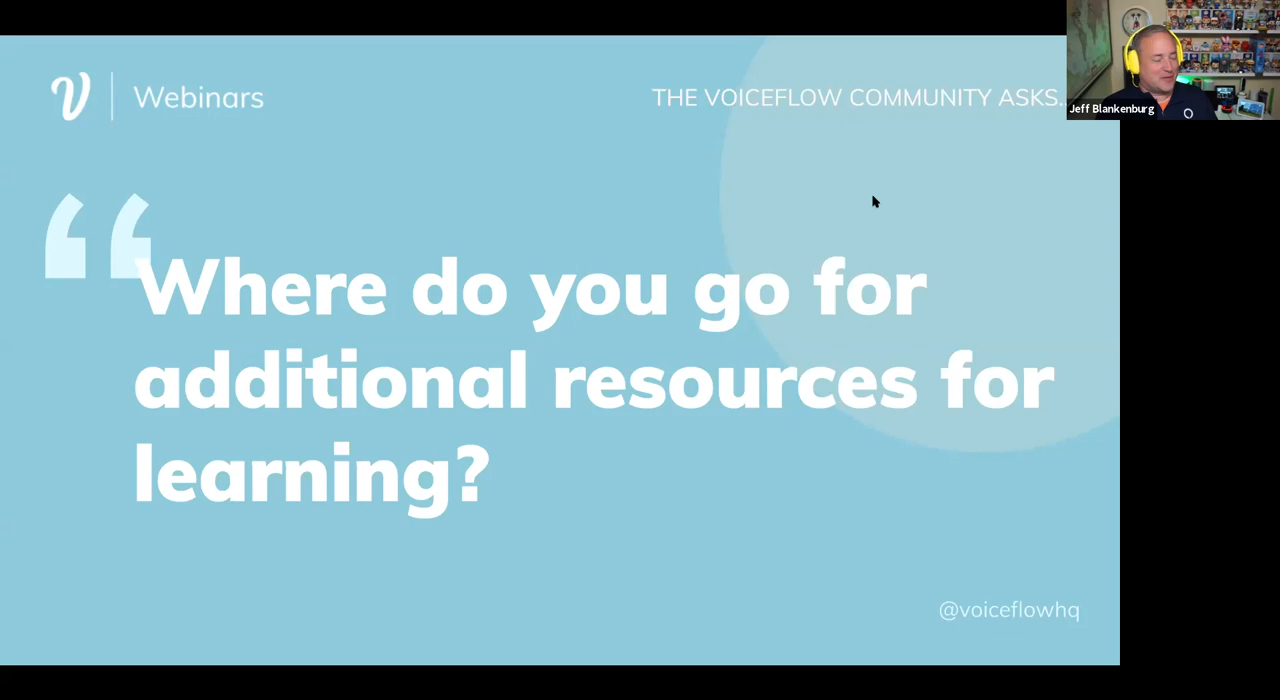 Webinars
THE VOICEFLOW COMMUNITY ASKS..
Jeff Blankenburg
“Where do you go for
additional resources for
learning?
@voiceflowhq